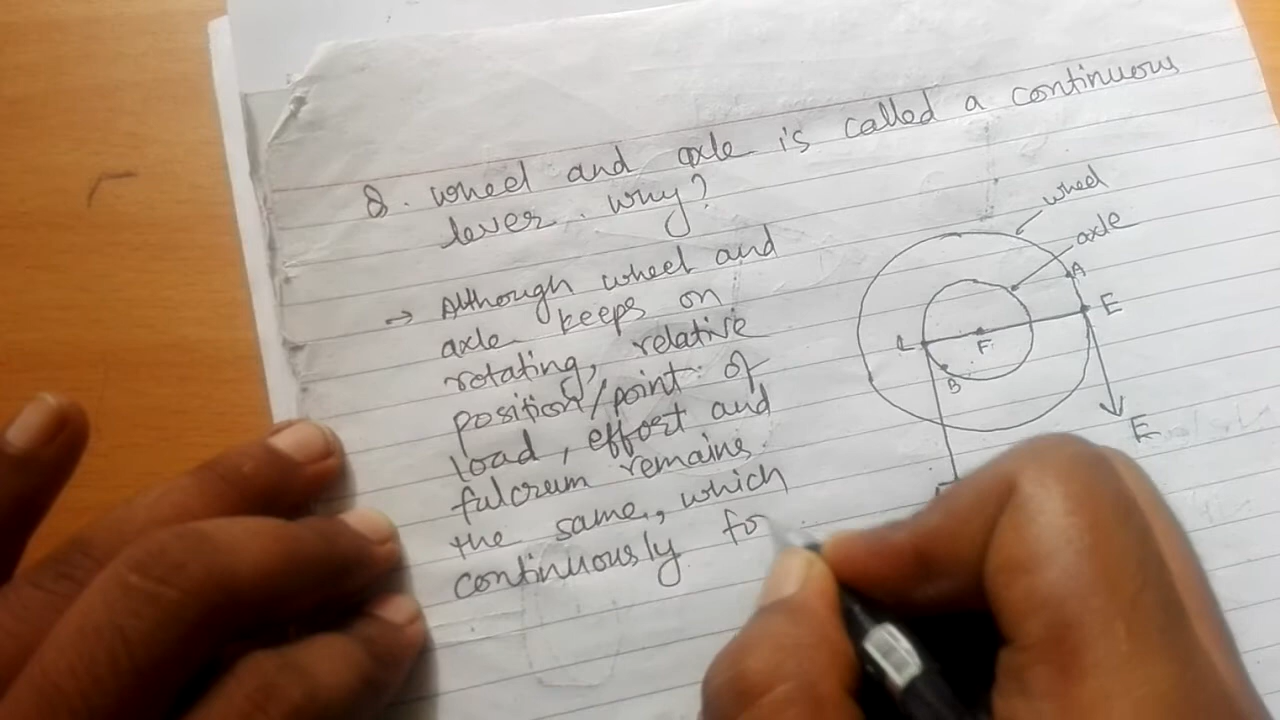 8. wheel and axle is called a continuous
lever. why?
→ Although wheel and
axle keeps on
rotating, relative
position/point of
load, effort and
fulcrum remains
the same, which
continuously fo
wheel
axle
A
E
L
F
B
E